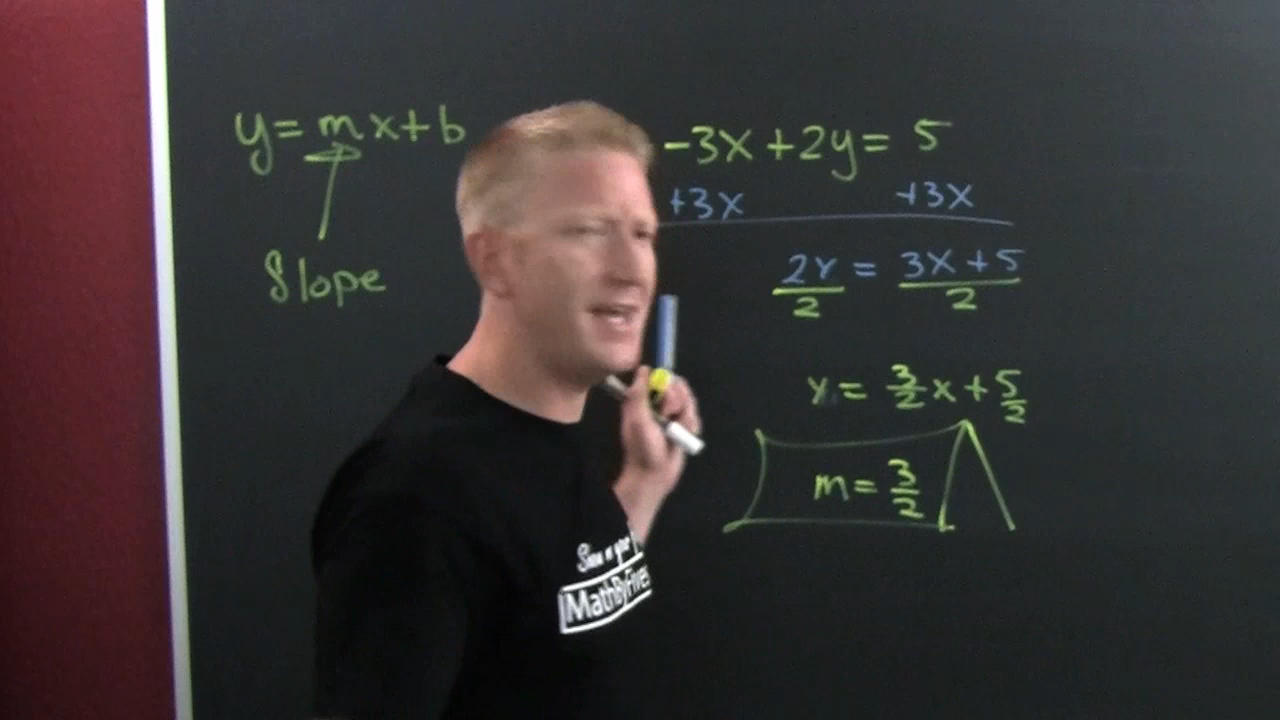 y = mx + b
Slope
-3x + 2y = 5
+3x +3x
2y = 3x + 5
2 2
y = 3/2 x + 5/2
m = 3/2
MathByFives